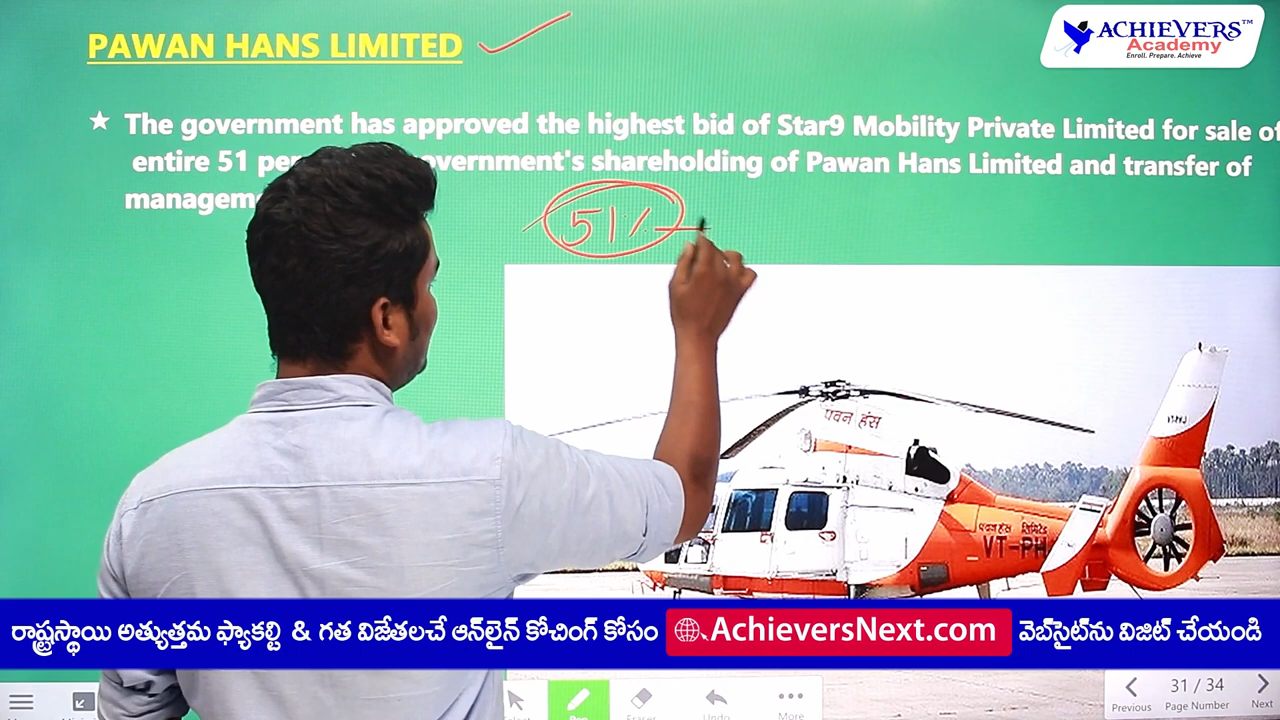 PAWAN HANS LIMITED
ACHIEVERS™
Academy
Enroll. Prepare. Achieve
★ The government has approved the highest bid of Star9 Mobility Private Limited for sale of
entire 51 per overnment's shareholding of Pawan Hans Limited and transfer of
managem
51%
पवन हंस
पवन हंस लिमिटेड
VT-PH
రాష్ట్రస్థాయి అత్యుత్తమ ఫ్యాకల్టి & గత విజేతలచే ఆన్‌లైన్ కోచింగ్ కోసం AchieversNext.com వెబ్‌సైట్‌ను విజిట్ చేయండి
Select Pen Eraser Undo More
31 / 34
Previous Page Number Next